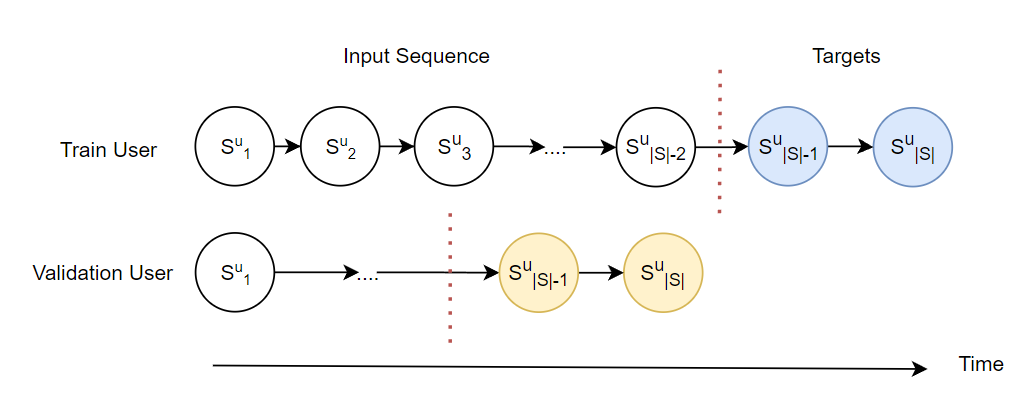 Input Sequence Targets
Train User S^u_1 S^u_2 S^u_3 .... S^u_|S|-2 S^u_|S|-1 S^u_|S|
Validation User S^u_1 .... S^u_|S|-1 S^u_|S|
Time